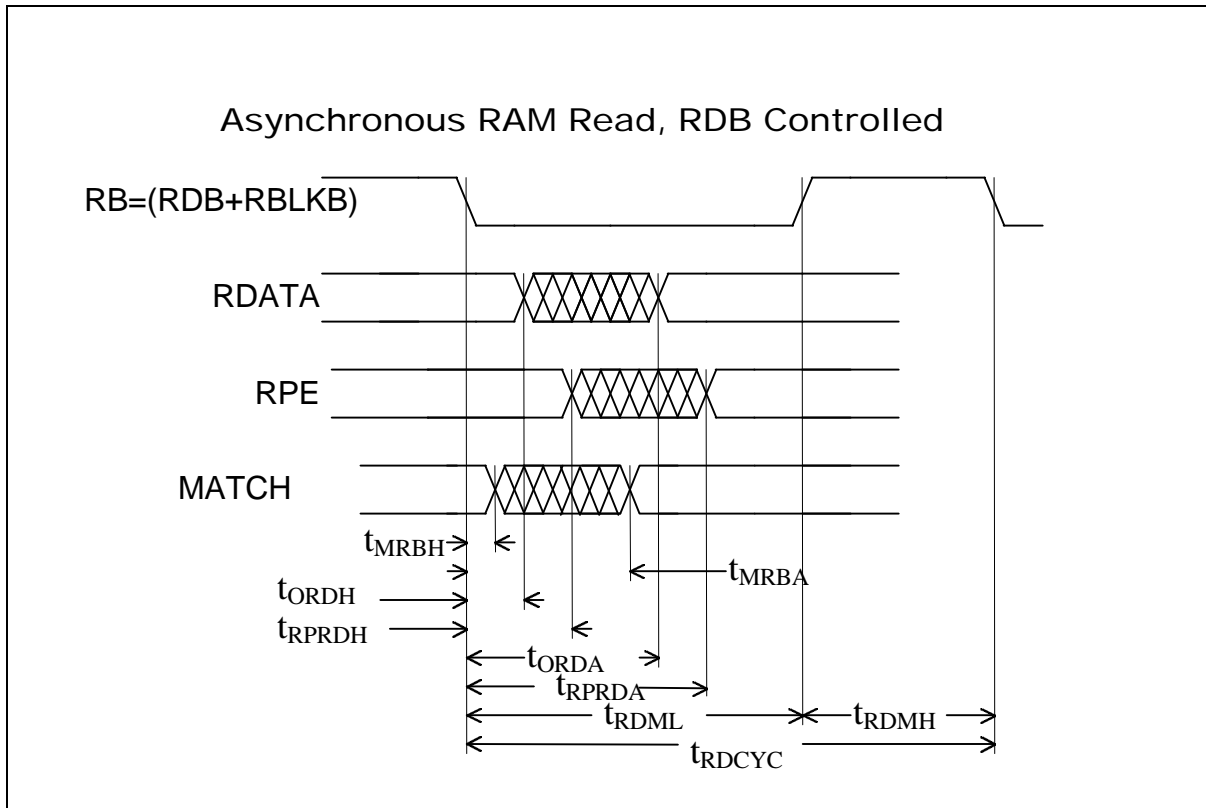 Asynchronous RAM Read, RDB Controlled
RB=(RDB+RBLKB)
RDATA
RPE
MATCH
tMRBH
tMRBA
tORDH
tRPRDH
tORDA
tRPRDA
tRDML
tRDMH
tRDCYC